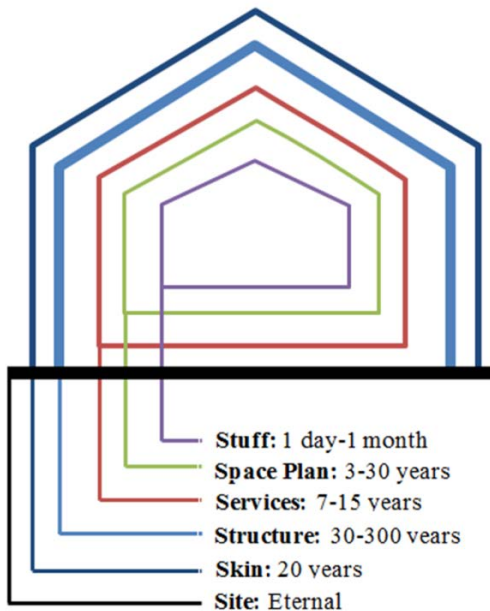 Stuff: 1 day-1 month
Space Plan: 3-30 years
Services: 7-15 years
Structure: 30-300 years
Skin: 20 years
Site: Eternal